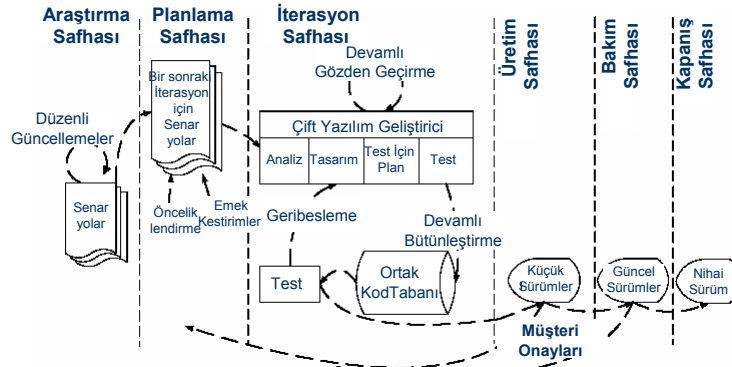 Araştırma
Safhası
Planlama
Safhası
İterasyon
Safhası
Üretim
Safhası
Bakım
Safhası
Kapanış
Safhası
Düzenli
Güncellemeler
Senar
yolar
Bir sonraki
İterasyon
için
Senar
yolar
Öncelik
lendirme
Emek
Kestirimler
Devamlı
Gözden Geçirme
Çift Yazılım Geliştirici
Analiz
Tasarım
Test İçin
Plan
Test
Geribesleme
Devamlı
Bütünleştirme
Test
Ortak
KodTabanı
Küçük
Sürümler
Güncel
Sürümler
Nihai
Sürüm
Müşteri
Onayları